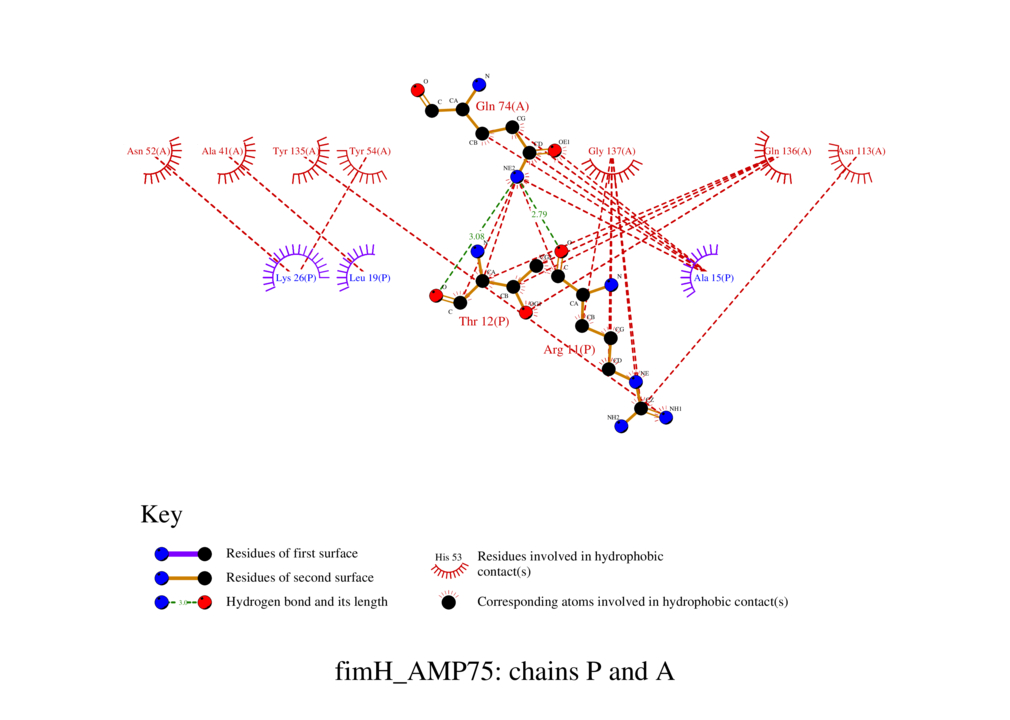 O
N
C
CA
Gln 74(A)
CG
CB
CD
OE1
Asn 52(A)
Ala 41(A)
Tyr 135(A)
Tyr 54(A)
Gly 137(A)
Gln 136(A)
Asn 113(A)
NE2
2.79
3.08
O
CA
C
N
Lys 26(P)
Leu 19(P)
Ala 15(P)
O
CB
CA
C
OG1
Thr 12(P)
CB
CG
Arg 11(P)
CD
NE
CZ
NH2
NH1
Key
Residues of first surface
Residues of second surface
3.0
Hydrogen bond and its length
His 53
Residues involved in hydrophobic
contact(s)
Corresponding atoms involved in hydrophobic contact(s)
fimH_AMP75: chains P and A